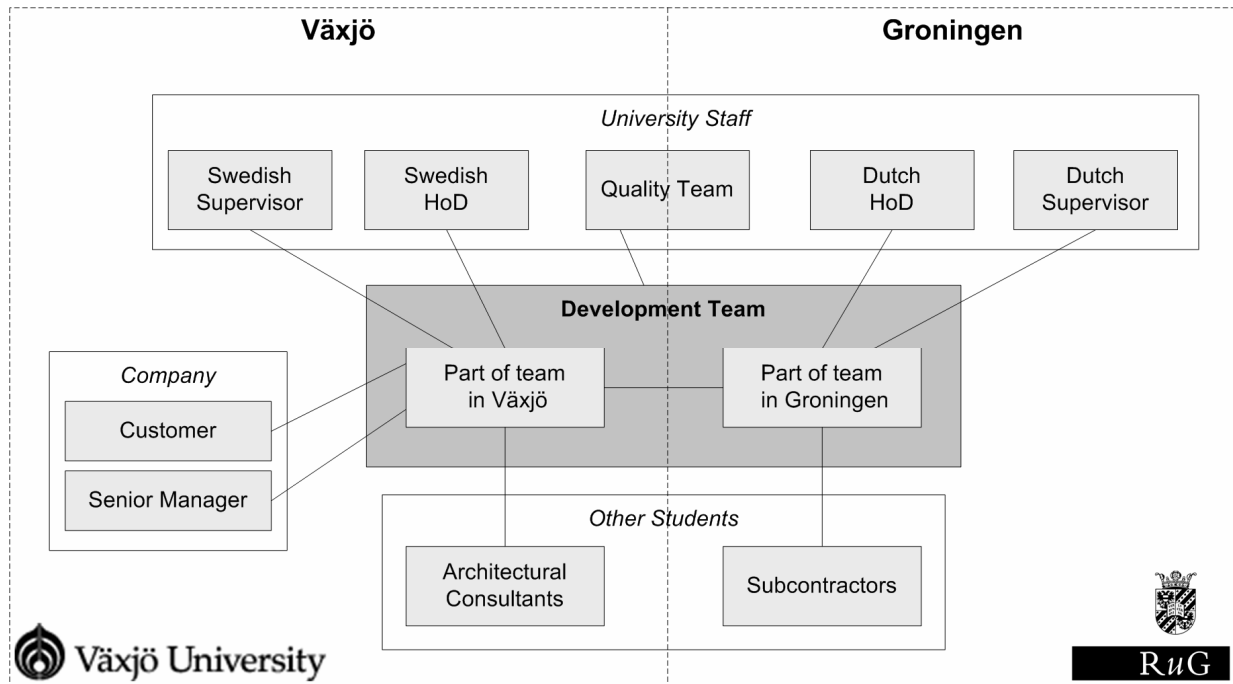 Växjö
Groningen
University Staff
Swedish
Supervisor
Swedish
HoD
Quality Team
Dutch
HoD
Dutch
Supervisor
Development Team
Part of team
in Växjö
Part of team
in Groningen
Company
Customer
Senior Manager
Other Students
Architectural
Consultants
Subcontractors
Växjö University
RuG